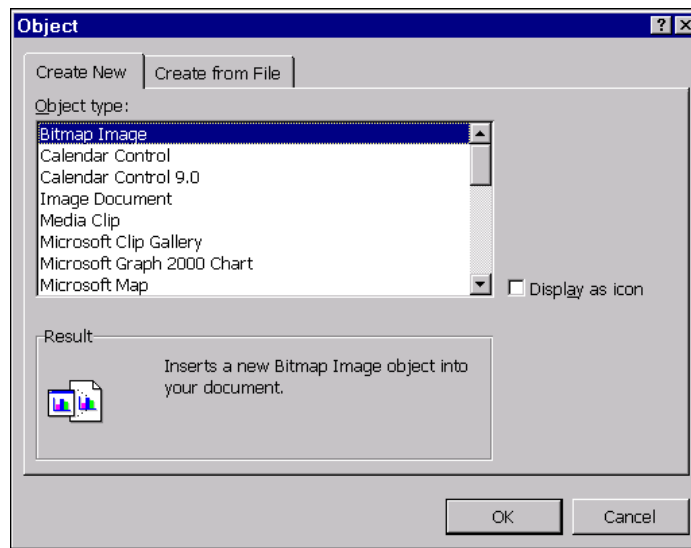 Object
Create New
Create from File
Object type:
Bitmap Image
Calendar Control
Calendar Control 9.0
Image Document
Media Clip
Microsoft Clip Gallery
Microsoft Graph 2000 Chart
Microsoft Map
Display as icon
Result
Inserts a new Bitmap Image object into
your document.
OK
Cancel